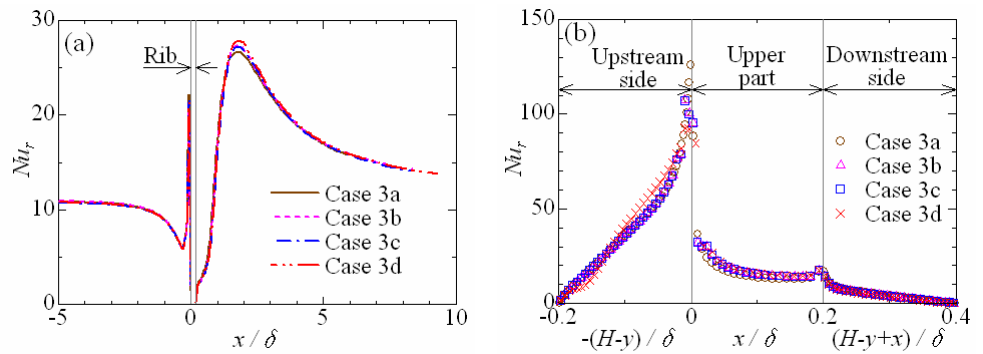 (a)
Rib
Nu_r
30
20
10
0
-5
0
5
10
x / δ
Case 3a
Case 3b
Case 3c
Case 3d
(b)
Upstream side
Upper part
Downstream side
Nu_r
150
100
50
0
-0.2
0
0.2
0.4
-(H-y) / δ
x / δ
(H-y+x) / δ
Case 3a
Case 3b
Case 3c
Case 3d